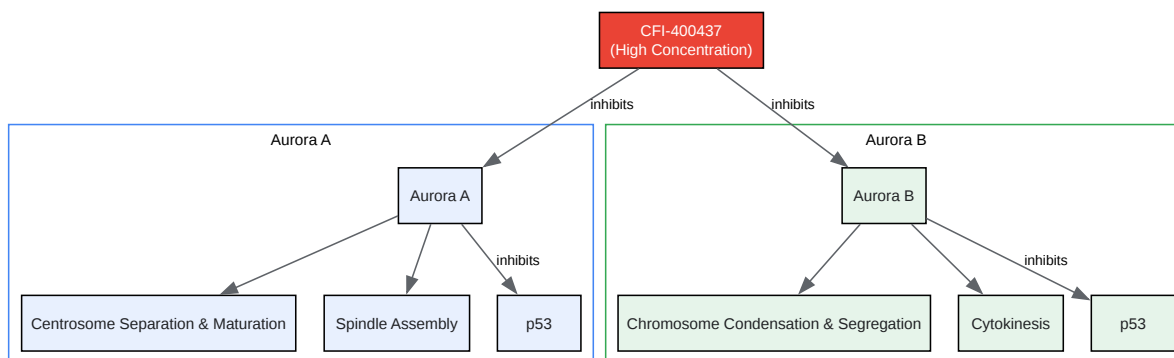 CFI-400437
(High Concentration)
inhibits
inhibits
Aurora A
Aurora B
Aurora A
Aurora B
inhibits
inhibits
Centrosome Separation & Maturation
Spindle Assembly
p53
Chromosome Condensation & Segregation
Cytokinesis
p53